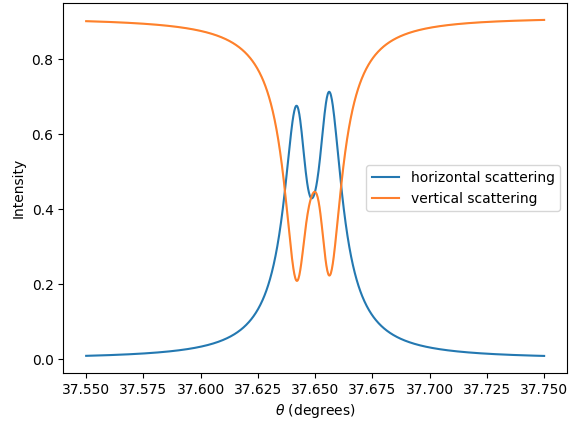 Intensity
0.8
0.6
0.4
0.2
0.0
horizontal scattering
vertical scattering
37.550 37.575 37.600 37.625 37.650 37.675 37.700 37.725 37.750
θ (degrees)